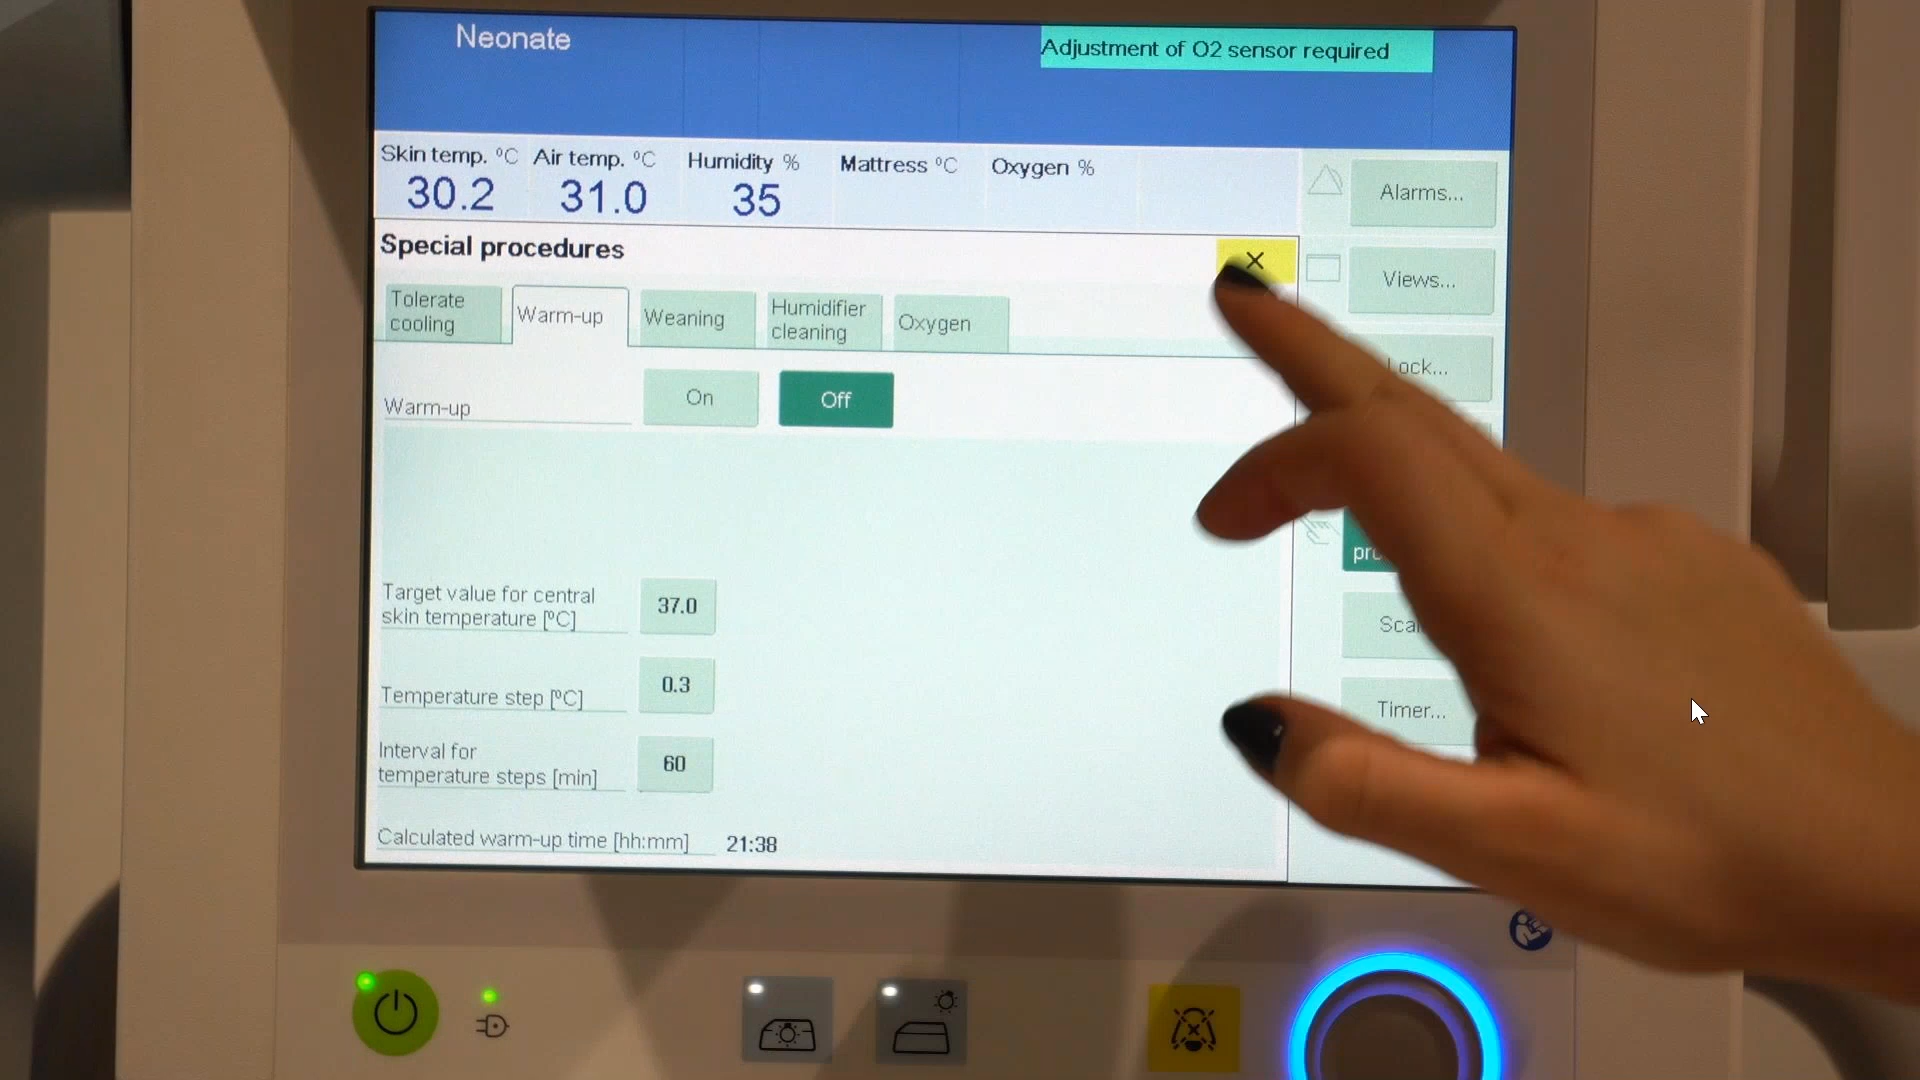 Neonate
Adjustment of O2 sensor required
Skin temp. °C Air temp. °C Humidity % Mattress °C Oxygen %
30.2 31.0 35
Alarms...
Special procedures
Views...
Tolerate
cooling
Warm-up
Weaning
Humidifier
cleaning
Oxygen
Lock...
Warm-up On Off
Target value for central
skin temperature [°C]
37.0
Temperature step [°C] 0.3
Timer...
Interval for
temperature steps [min]
60
Calculated warm-up time [hh:mm] 21:38